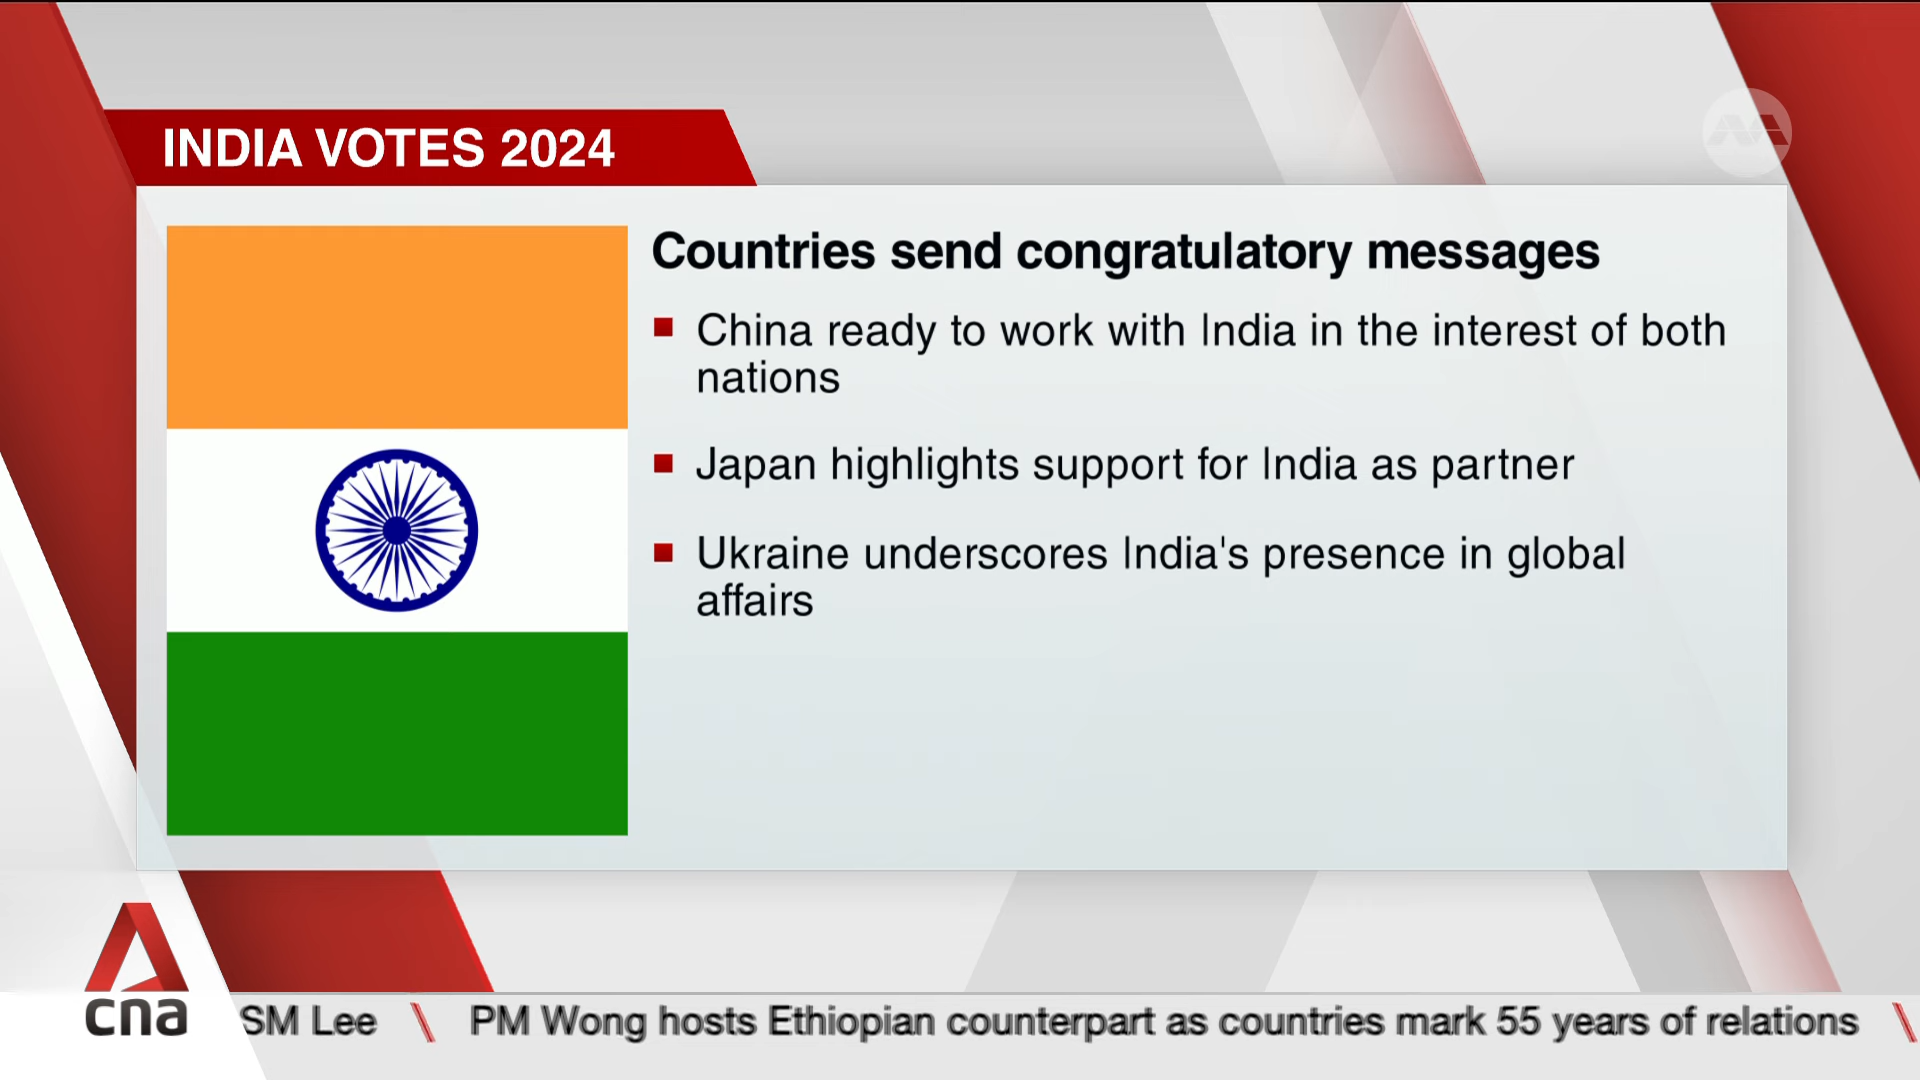 INDIA VOTES 2024
Countries send congratulatory messages
China ready to work with India in the interest of both
nations
Japan highlights support for India as partner
Ukraine underscores India's presence in global
affairs
cna
SM Lee \ PM Wong hosts Ethiopian counterpart as countries mark 55 years of relations \